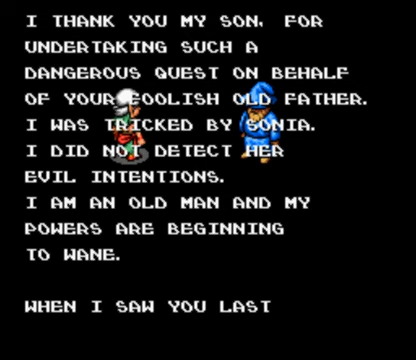 I THANK YOU MY SON, FOR
UNDERTAKING SUCH A
DANGEROUS QUEST ON BEHALF
OF YOUR FOOLISH OLD FATHER.
I WAS TRICKED BY SONIA.
I DID NOT DETECT HER
EVIL INTENTIONS.
I AM AN OLD MAN AND MY
POWERS ARE BEGINNING
TO WANE.
WHEN I SAW YOU LAST